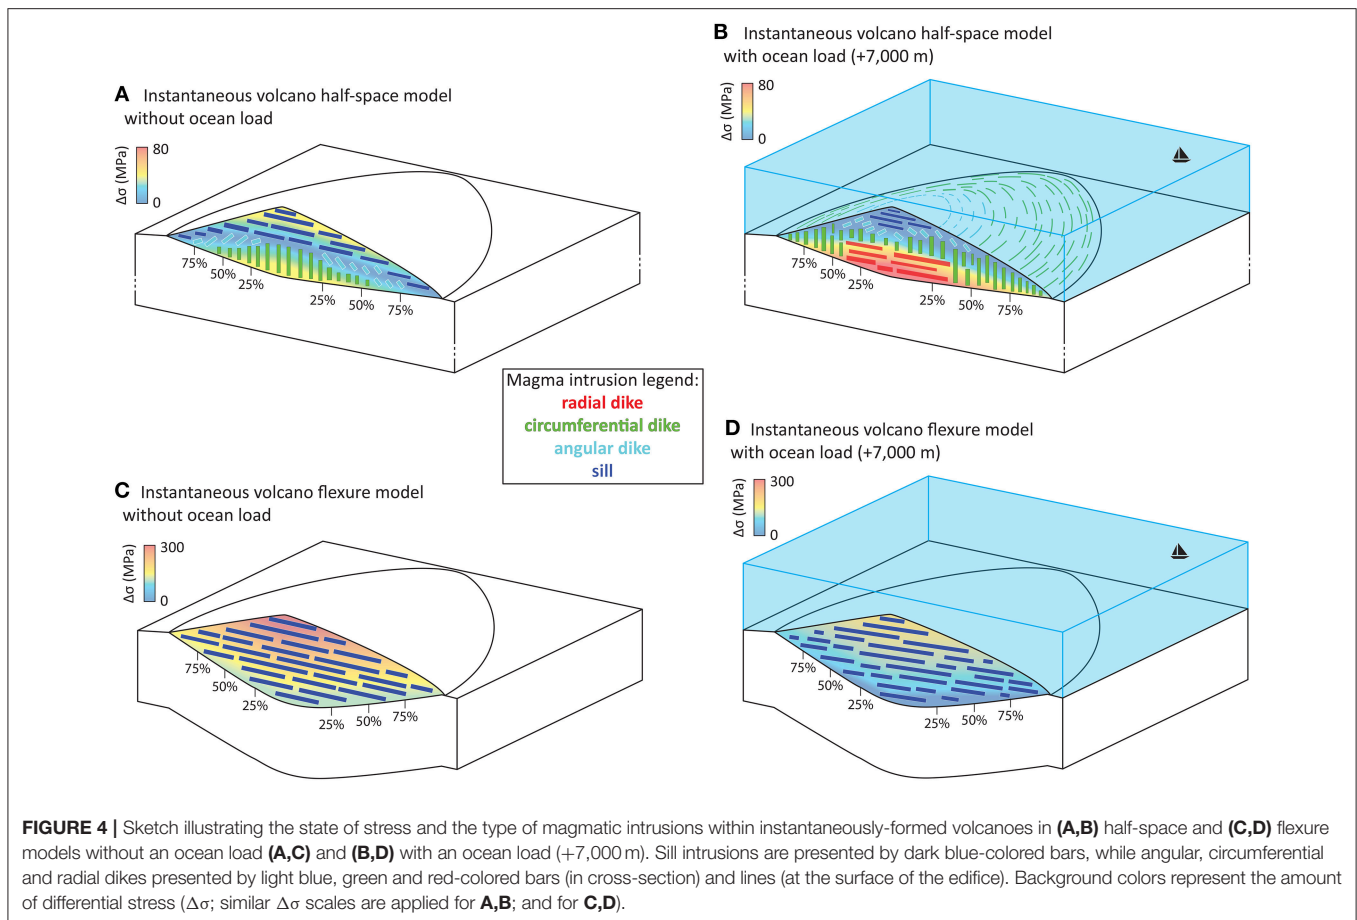 A Instantaneous volcano half-space model
without ocean load
Δσ (MPa)
80
0
75%
50%
25%
25%
50%
75%
B Instantaneous volcano half-space model
with ocean load (+7,000 m)
Δσ (MPa)
80
0
75%
50%
25%
25%
50%
75%
Magma intrusion legend:
radial dike
circumferential dike
angular dike
sill
C Instantaneous volcano flexure model
without ocean load
Δσ (MPa)
300
0
75%
50%
25%
25%
50%
75%
D Instantaneous volcano flexure model
with ocean load (+7,000 m)
Δσ (MPa)
300
0
75%
50%
25%
25%
50%
75%
FIGURE 4 | Sketch illustrating the state of stress and the type of magmatic intrusions within instantaneously-formed volcanoes in (A,B) half-space and (C,D) flexure
models without an ocean load (A,C) and (B,D) with an ocean load (+7,000 m). Sill intrusions are presented by dark blue-colored bars, while angular, circumferential
and radial dikes presented by light blue, green and red-colored bars (in cross-section) and lines (at the surface of the edifice). Background colors represent the amount
of differential stress (Δσ; similar Δσ scales are applied for A,B; and for C,D).